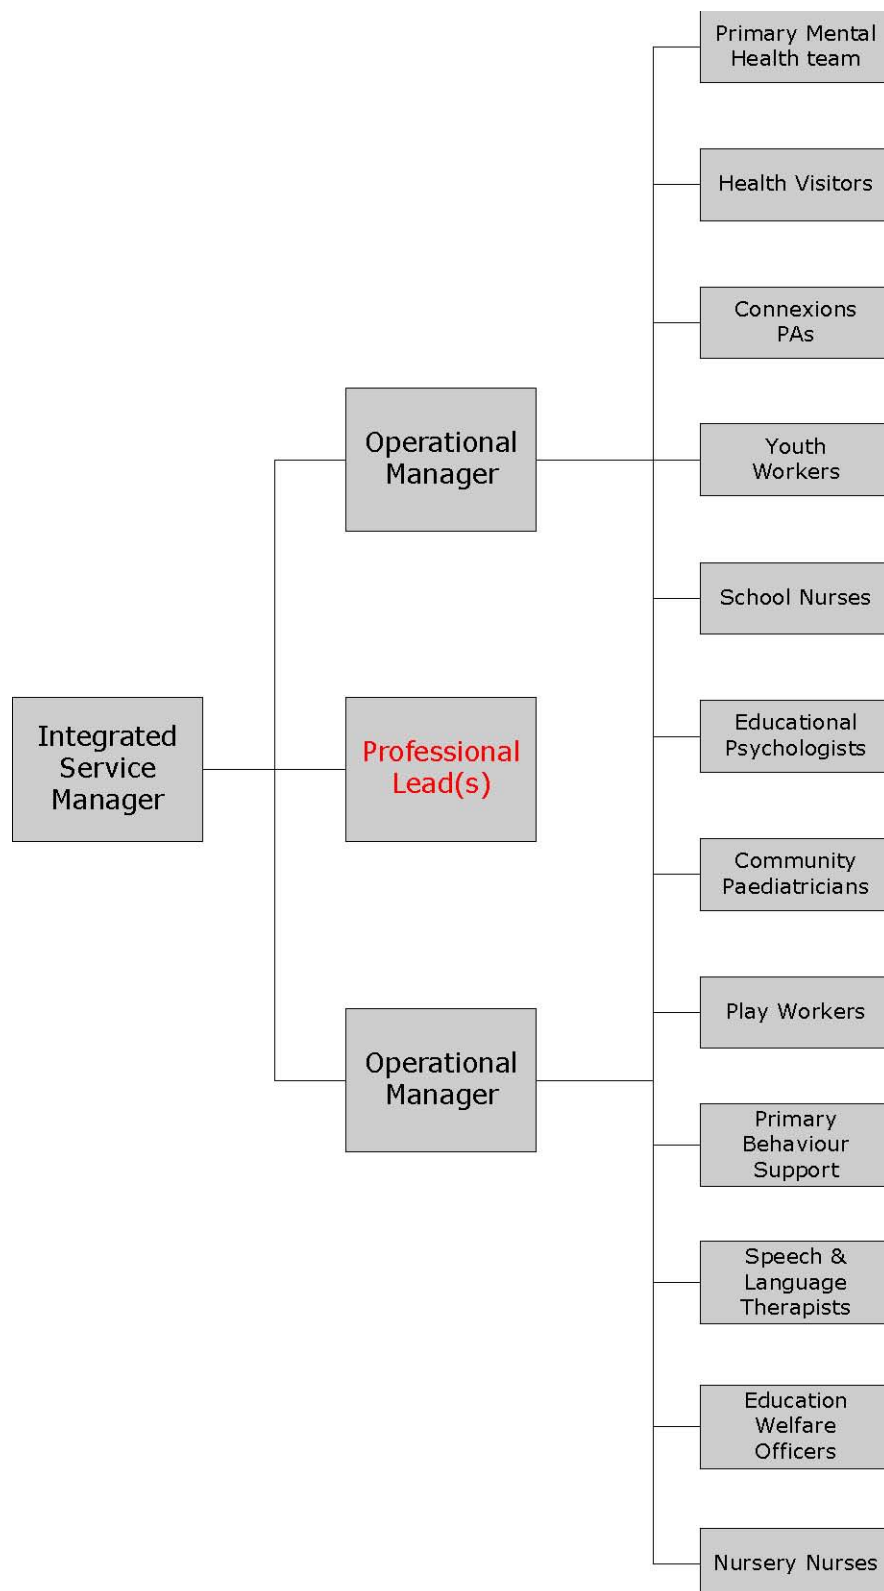 Primary Mental
Health team
Health Visitors
Connexions
PAs
Operational
Manager
Youth
Workers
School Nurses
Integrated
Service
Manager
Professional
Lead(s)
Educational
Psychologists
Community
Paediatricians
Play Workers
Operational
Manager
Primary
Behaviour
Support
Speech &
Language
Therapists
Education
Welfare
Officers
Nursery Nurses